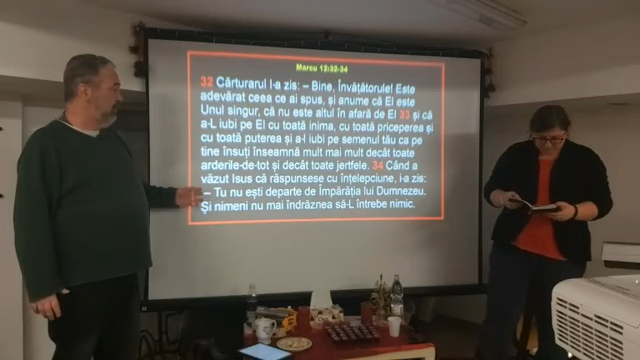 Marcu 12:32-34
32 Cărturarul I-a zis: – Bine, Învățătorule! Este
adevărat ceea ce ai spus, și anume că El este
Unul singur, că nu este altul în afară de El 33 și că
a-L iubi pe El cu toată inima, cu toată priceperea și
cu toată puterea și a-l iubi pe semenul tău ca pe
tine însuți înseamnă mult mai mult decât toate
arderile-de-tot și decât toate jertfele. 34 Când a
văzut Isus că răspunsese cu înțelepciune, i-a zis:
– Tu nu ești departe de Împărăția lui Dumnezeu.
Și nimeni nu mai îndrăznea să-L întrebe nimic.